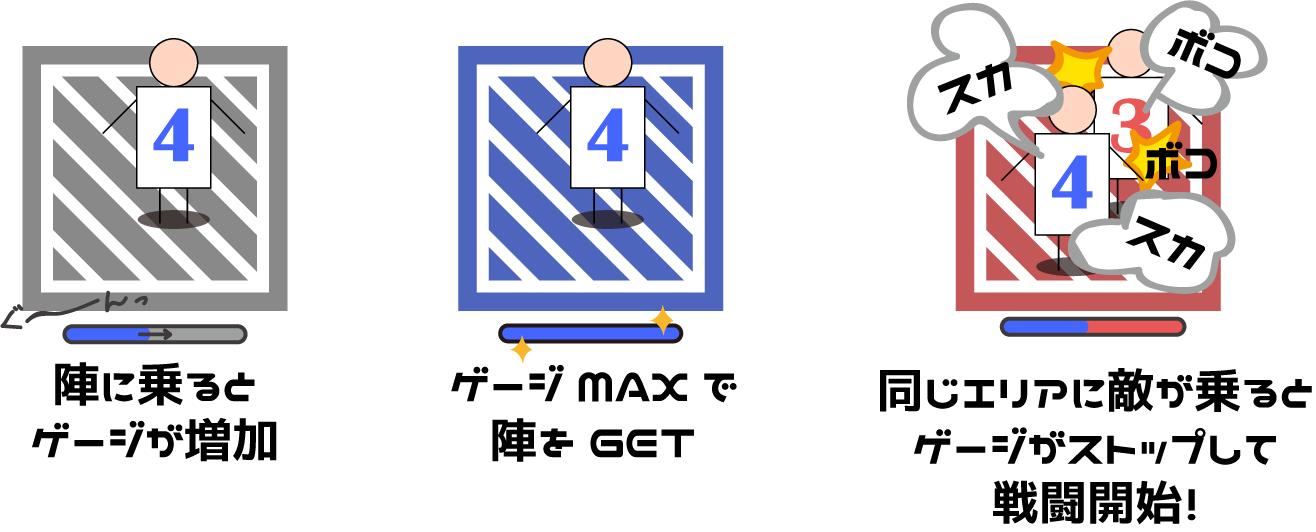 4
ぐーーんっ
陣に乗ると
ゲージが増加
4
ゲージ MAX で
陣を GET
スカ
ボコ
3
4
ボコ
スカ
同じエリアに敵が乗ると
ゲージがストップして
戦闘開始!